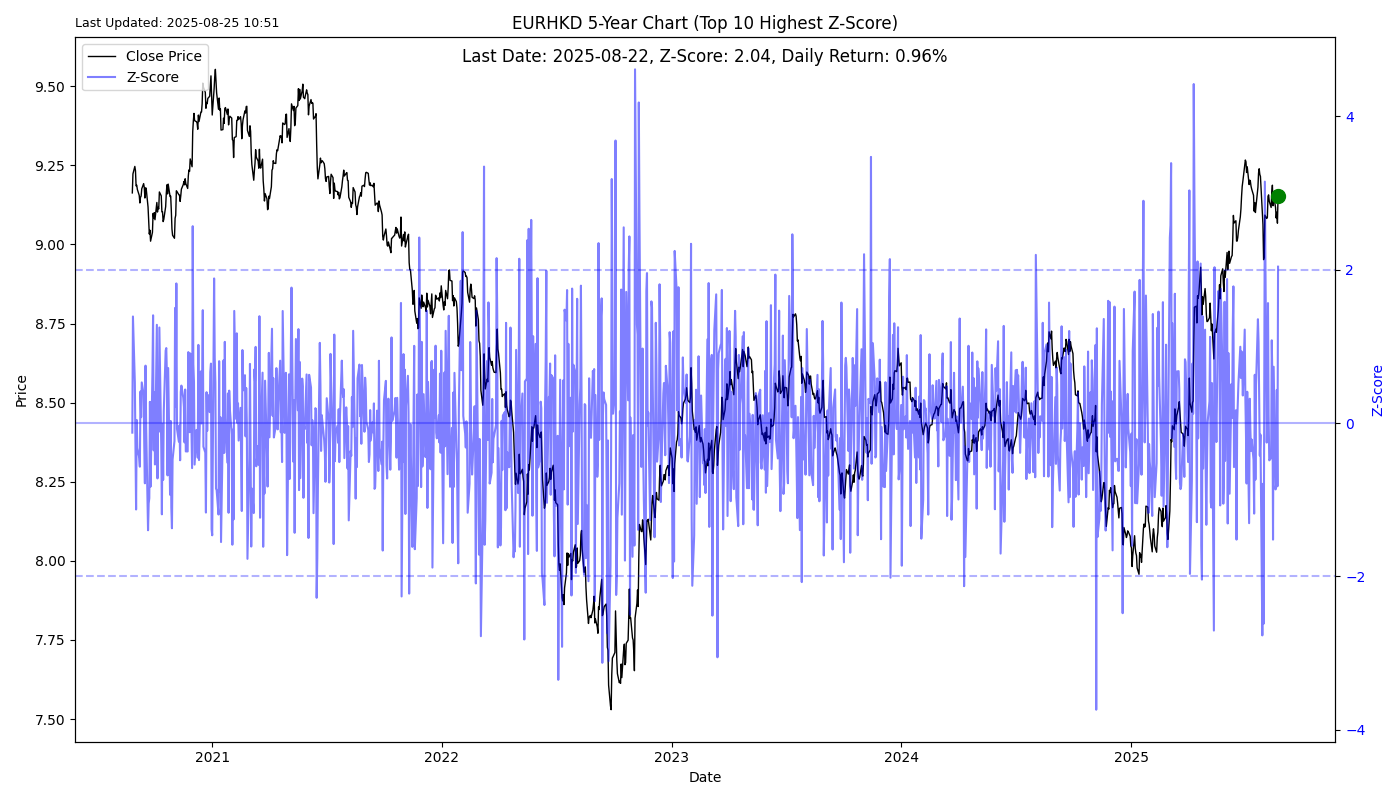 Last Updated: 2025-08-25 10:51
EURHKD 5-Year Chart (Top 10 Highest Z-Score)
Last Date: 2025-08-22, Z-Score: 2.04, Daily Return: 0.96%
Close Price
Z-Score
9.50
9.25
9.00
8.75
8.50
8.25
8.00
7.75
7.50
Price
4
2
0
−2
−4
Z-Score
2021
2022
2023
2024
2025
Date